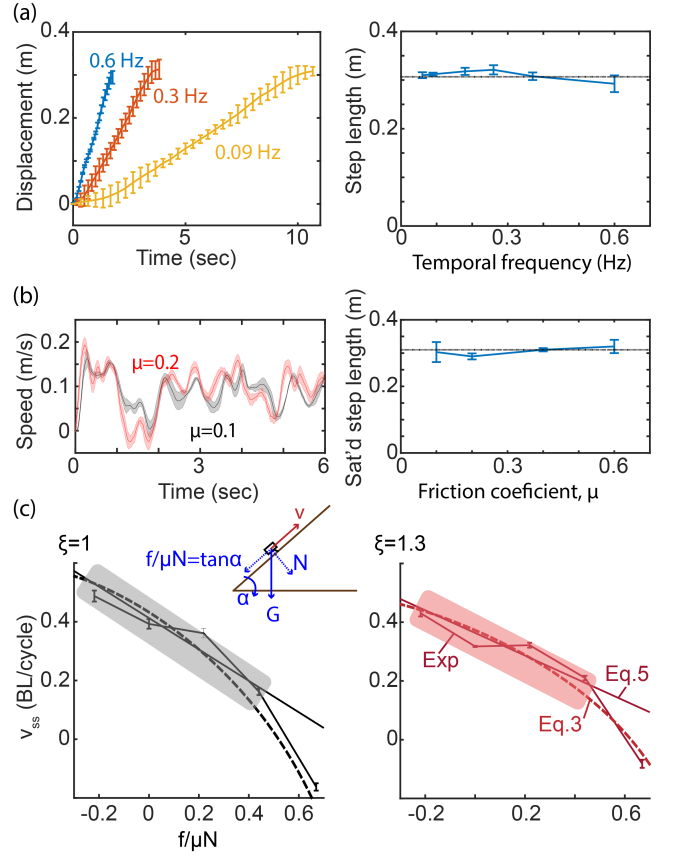 (a)
Displacement (m)
0.4
0.2
0
0.6 Hz
0.3 Hz
0.09 Hz
0 5 10
Time (sec)
Step length (m)
0.4
0.2
0
0 0.3 0.6
Temporal frequency (Hz)
(b)
Speed (m/s)
0.2
0.1
0
μ=0.2
μ=0.1
0 3 6
Time (sec)
Sat'd step length (m)
0.4
0.2
0
0 0.2 0.4 0.6
Friction coeficient, μ
(c)
ξ=1
v
f/μN=tanα
N
α
G
v_ss (BL/cycle)
0.4
0.2
0
-0.2 0 0.2 0.4 0.6
f/μN
ξ=1.3
0.4
0.2
0
Exp
Eq.5
Eq.3
-0.2 0.2 0.6